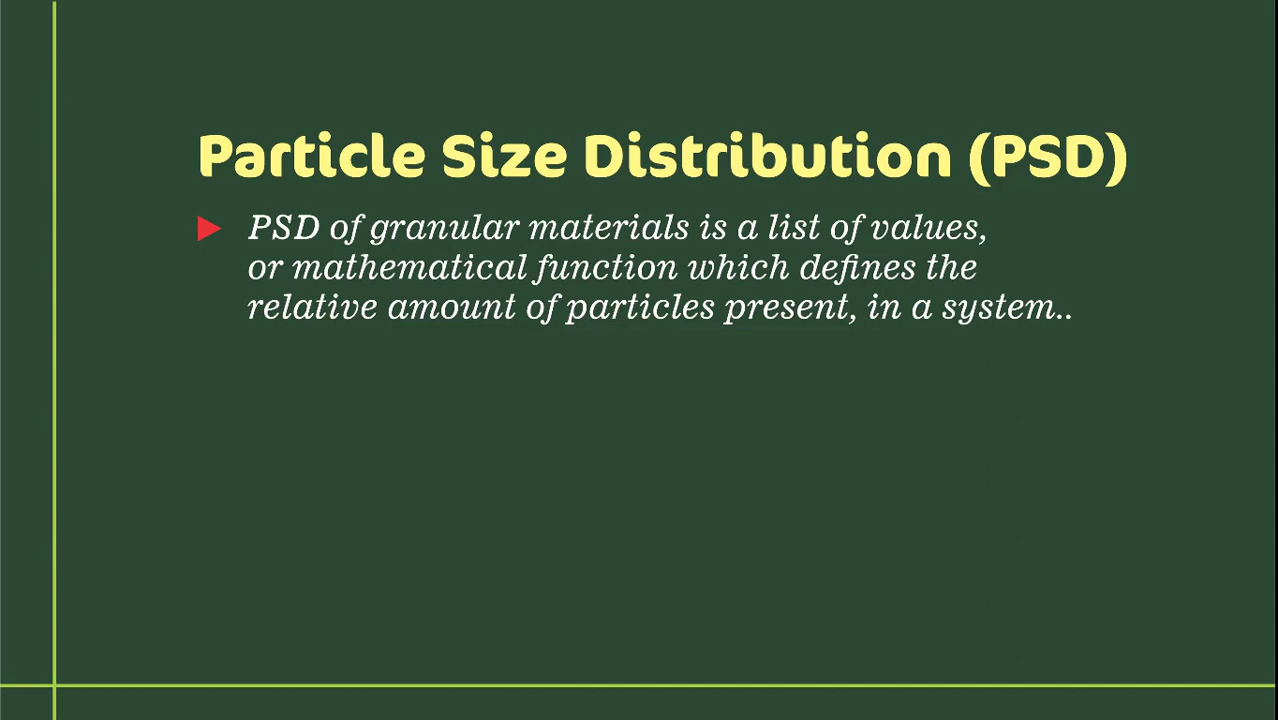 Particle Size Distribution (PSD)
PSD of granular materials is a list of values,
or mathematical function which defines the
relative amount of particles present, in a system..